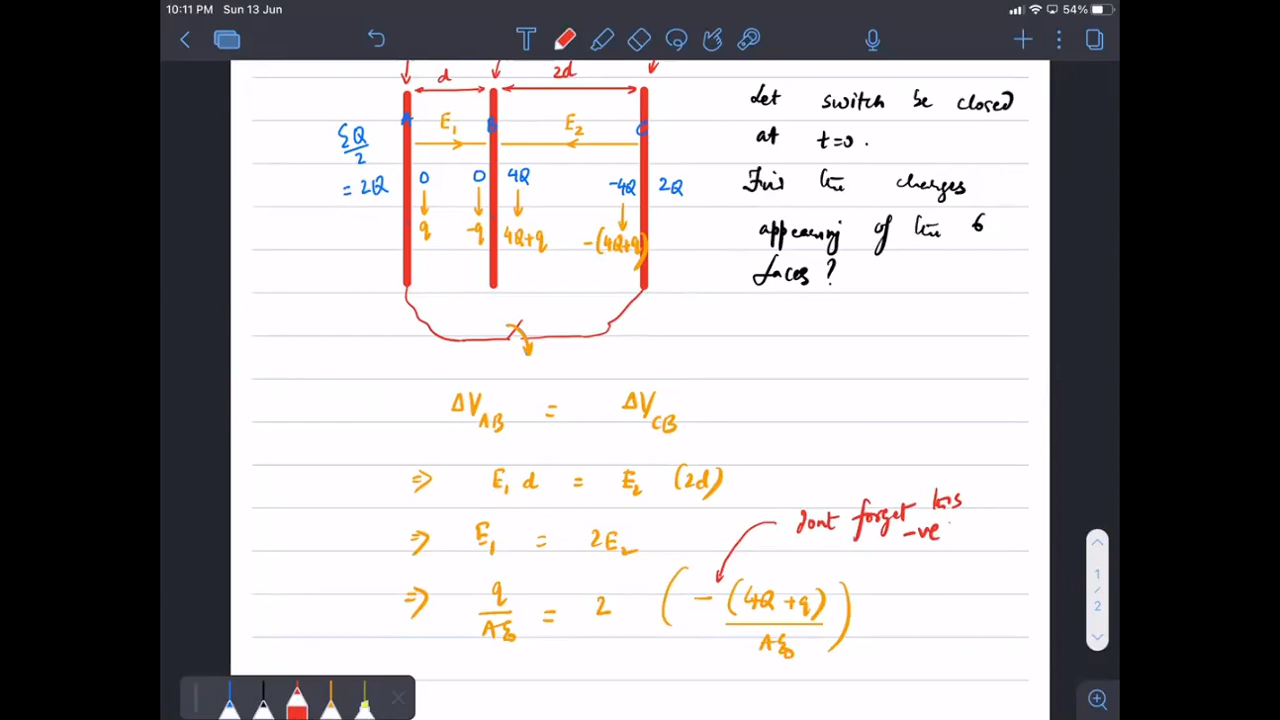 10:11 PM Sun 13 Jun
54%
T
d
2d
Let switch be closed
at t=0.
A
E₁
B
E₂
C
ΣQ/2
= 2Q
0
0
4Q
-4Q
2Q
the charges
q
-q
4Q+q
-(4Q+q)
appearing of the 6
faces?
ΔV_AB = ΔV_CB
⇒ E₁ d = E₂ (2d)
dont forget this
-ve
⇒ E₁ = 2E₂
⇒ q/Aε₀ = 2 (-(4Q+q)/Aε₀)
1
/
2